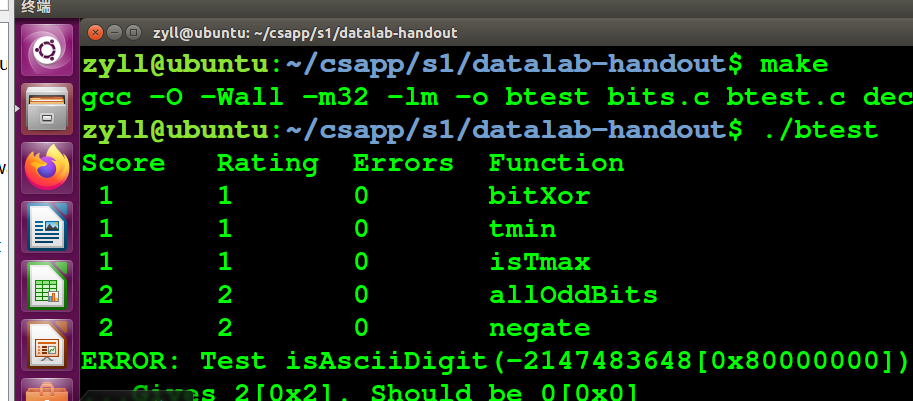 终端
zyll@ubuntu: ~/csapp/s1/datalab-handout
zyll@ubuntu:~/csapp/s1/datalab-handout$ make
gcc -O -Wall -m32 -lm -o btest bits.c btest.c dec
zyll@ubuntu:~/csapp/s1/datalab-handout$ ./btest
Score Rating Errors Function
1 1 0 bitXor
1 1 0 tmin
1 1 0 isTmax
2 2 0 allOddBits
2 2 0 negate
ERROR: Test isAsciiDigit(-2147483648[0x80000000])
... Gives 2[0x2]. Should be 0[0x0]